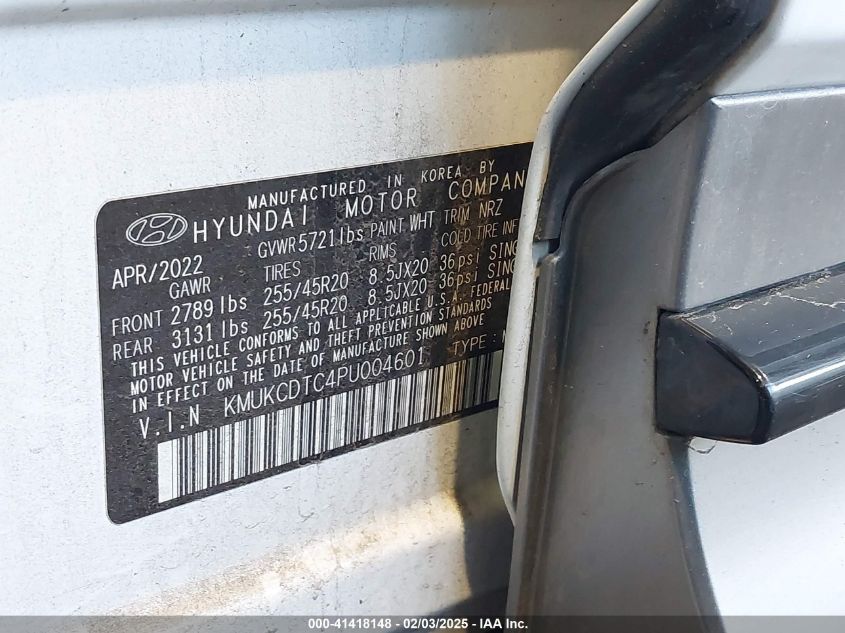 MANUFACTURED IN KOREA BY
HYUNDAI MOTOR COMPAN
APR/2022 GVWR 5721 lbs PAINT WHT TRIM NRZ
GAWR TIRES RIMS COLD TIRE INF
FRONT 2789 lbs 255/45R20 8.5JX20 36psi SING
REAR 3131 lbs 255/45R20 8.5JX20 36psi SING
THIS VEHICLE CONFORMS TO ALL APPLICABLE U.S.A. FEDERAL
MOTOR VEHICLE SAFETY AND THEFT PREVENTION STANDARDS
IN EFFECT ON THE DATE OF MANUFACTURE SHOWN ABOVE
V.I.N KMUKCDTC4PU004601 TYPE:
000-41418148 - 02/03/2025 - IAA Inc.